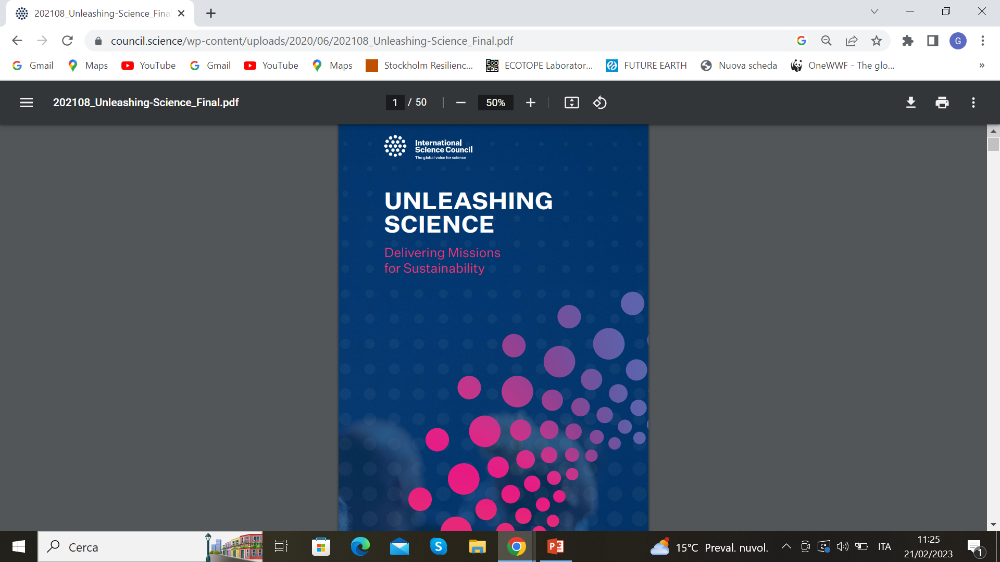 202108_Unleashing-Science_Fina
council.science/wp-content/uploads/2020/06/202108_Unleashing-Science_Final.pdf
G
Gmail
Maps
YouTube
Gmail
YouTube
Maps
Stockholm Resilienc...
ECOTOPE Laborator...
FUTURE EARTH
Nuova scheda
OneWWF - The glo...
»
202108_Unleashing-Science_Final.pdf
1 / 50
50%
International
Science Council
The global voice for science
UNLEASHING
SCIENCE
Delivering Missions
for Sustainability
Cerca
15°C Preval. nuvol.
ITA
11:25
21/02/2023
1